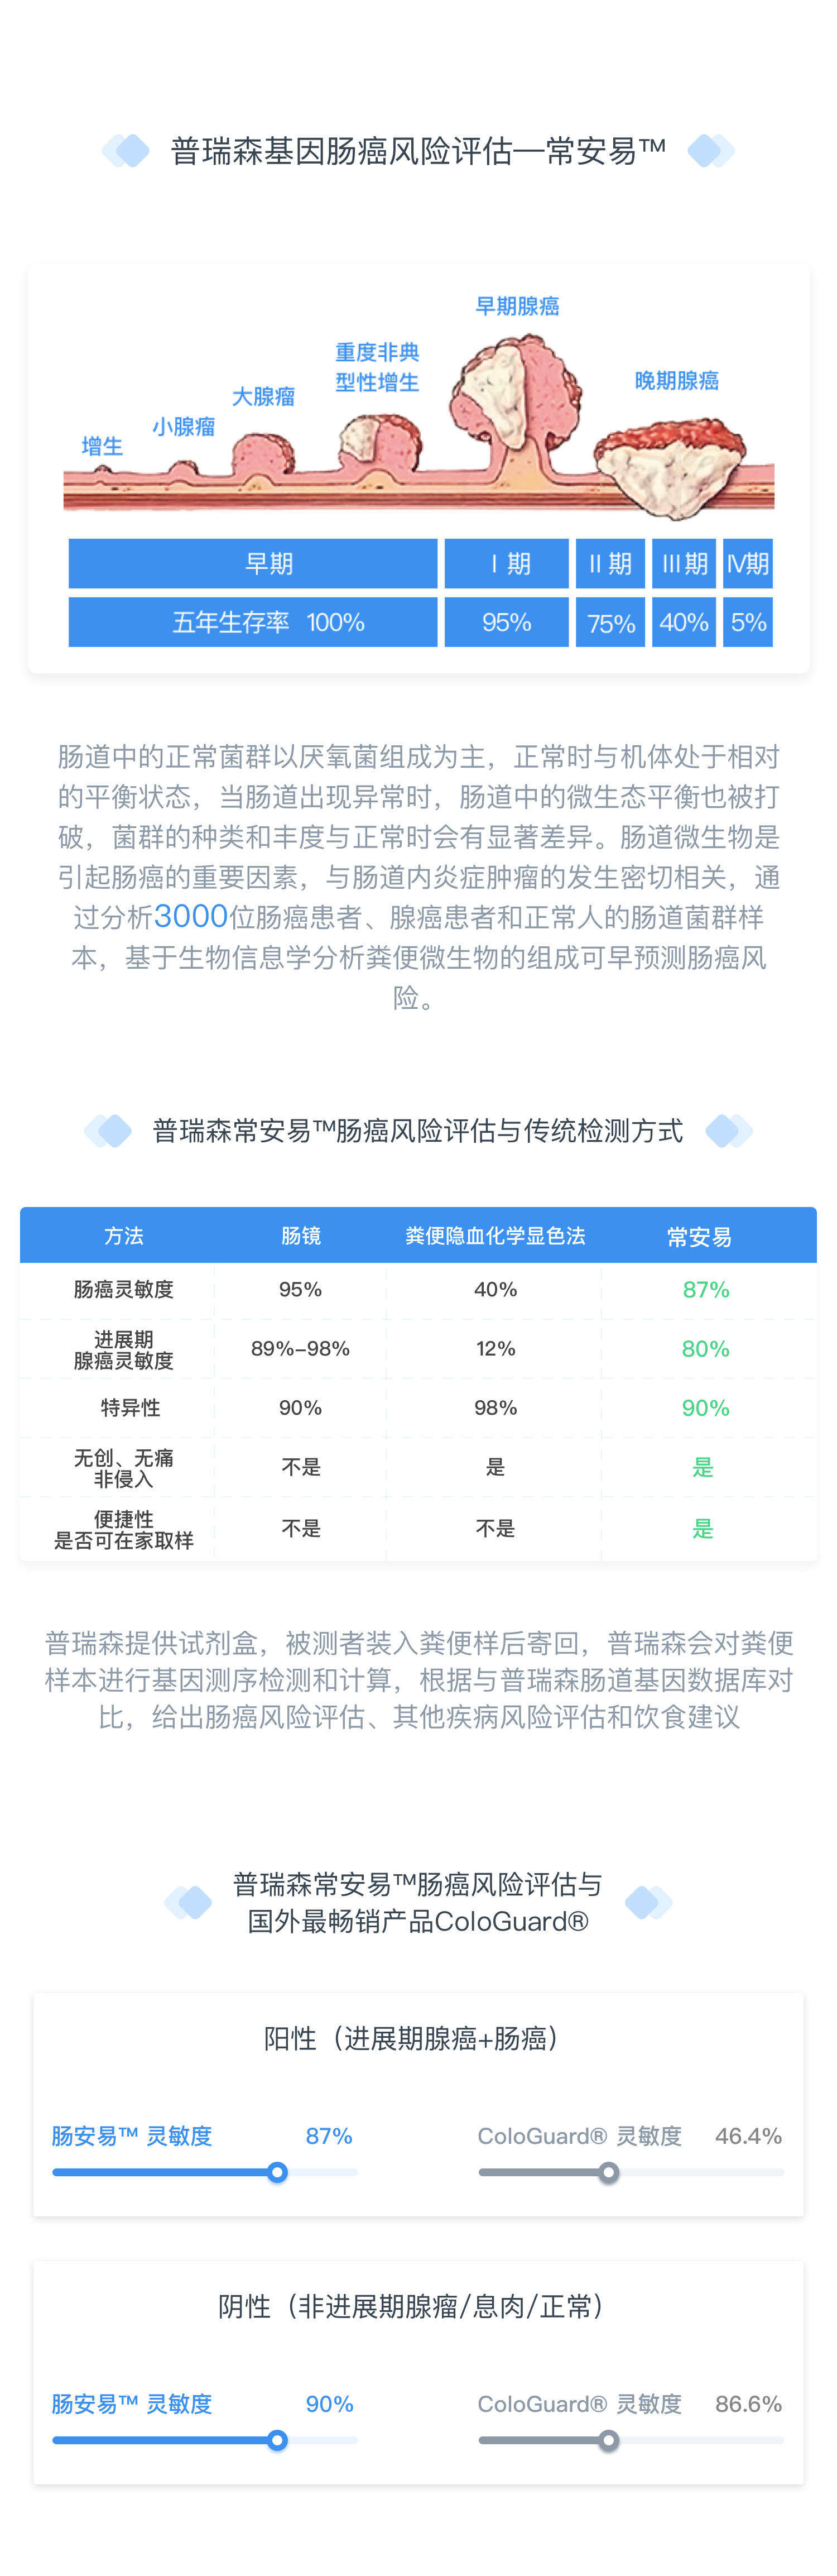 普瑞森基因肠癌风险评估—常安易™
早期腺癌
重度非典
型性增生
晚期腺癌
大腺瘤
小腺瘤
增生
早期 Ⅰ 期 Ⅱ 期 Ⅲ 期 Ⅳ期
五年生存率 100% 95% 75% 40% 5%
肠道中的正常菌群以厌氧菌组成为主，正常时与机体处于相对
的平衡状态，当肠道出现异常时，肠道中的微生态平衡也被打
破，菌群的种类和丰度与正常时会有显著差异。肠道微生物是
引起肠癌的重要因素，与肠道内炎症肿瘤的发生密切相关，通
过分析3000位肠癌患者、腺癌患者和正常人的肠道菌群样
本，基于生物信息学分析粪便微生物的组成可早预测肠癌风
险。
普瑞森常安易™肠癌风险评估与传统检测方式
方法 肠镜 粪便隐血化学显色法 常安易
肠癌灵敏度 95% 40% 87%
进展期
腺癌灵敏度 89%–98% 12% 80%
特异性 90% 98% 90%
无创、无痛
非侵入 不是 是 是
便捷性
是否可在家取样 不是 不是 是
普瑞森提供试剂盒，被测者装入粪便样后寄回，普瑞森会对粪便
样本进行基因测序检测和计算，根据与普瑞森肠道基因数据库对
比，给出肠癌风险评估、其他疾病风险评估和饮食建议
普瑞森常安易™肠癌风险评估与
国外最畅销产品ColoGuard®
阳性（进展期腺癌+肠癌）
肠安易™ 灵敏度 87% ColoGuard® 灵敏度 46.4%
阴性（非进展期腺瘤/息肉/正常）
肠安易™ 灵敏度 90% ColoGuard® 灵敏度 86.6%